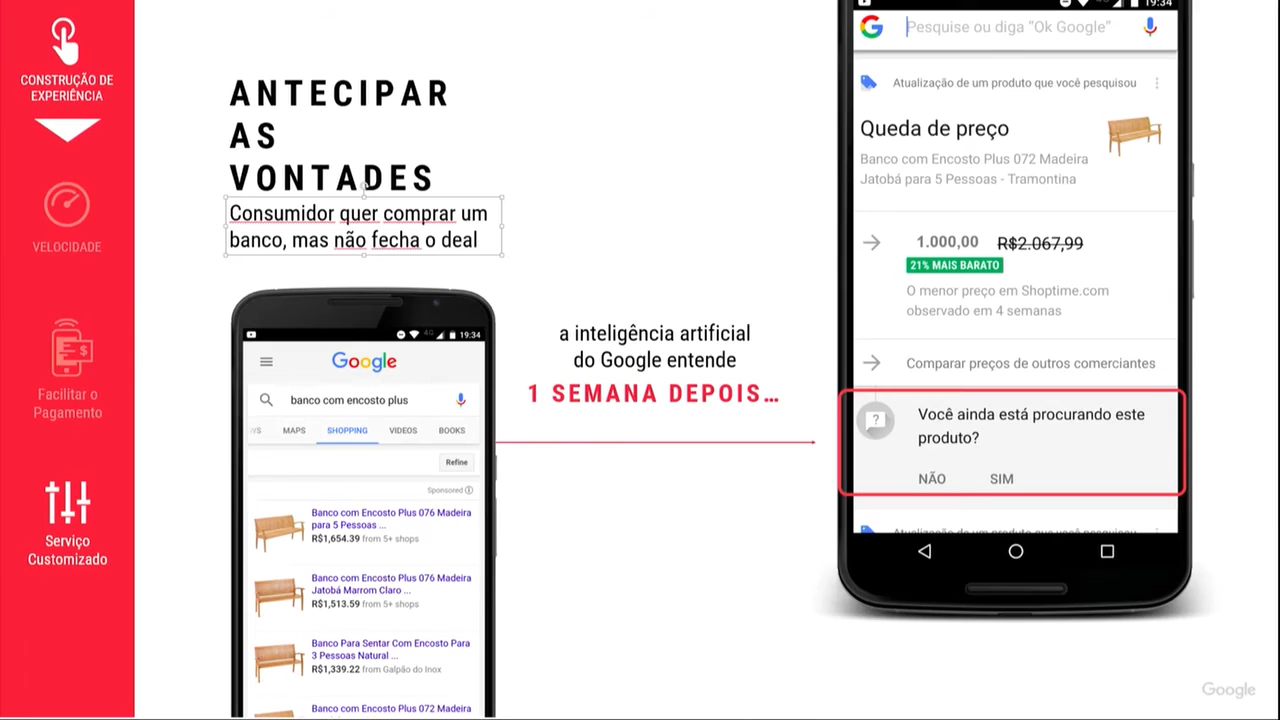 CONSTRUÇÃO DE
EXPERIÊNCIA
VELOCIDADE
Facilitar o
Pagamento
Serviço
Customizado
ANTECIPAR
AS
VONTADES
Consumidor quer comprar um
banco, mas não fecha o deal
4G 19:34
Google
banco com encosto plus
VS MAPS SHOPPING VIDEOS BOOKS
Refine
Sponsored
Banco com Encosto Plus 076 Madeira
para 5 Pessoas ...
R$1,654.39 from 5+ shops
Banco com Encosto Plus 076 Madeira
Jatobá Marrom Claro ...
R$1,513.59 from 5+ shops
Banco Para Sentar Com Encosto Para
3 Pessoas Natural ...
R$1,339.22 from Galpão do Inox
Banco com Encosto Plus 072 Madeira
a inteligência artificial
do Google entende
1 SEMANA DEPOIS...
19:34
G Pesquise ou diga “Ok Google”
Atualização de um produto que você pesquisou
Queda de preço
Banco com Encosto Plus 072 Madeira
Jatobá para 5 Pessoas - Tramontina
1.000,00 R$2.067,99
21% MAIS BARATO
O menor preço em Shoptime.com
observado em 4 semanas
Comparar preços de outros comerciantes
?
Você ainda está procurando este
produto?
NÃO SIM
Atualização de um produto que você pesquisou
Google